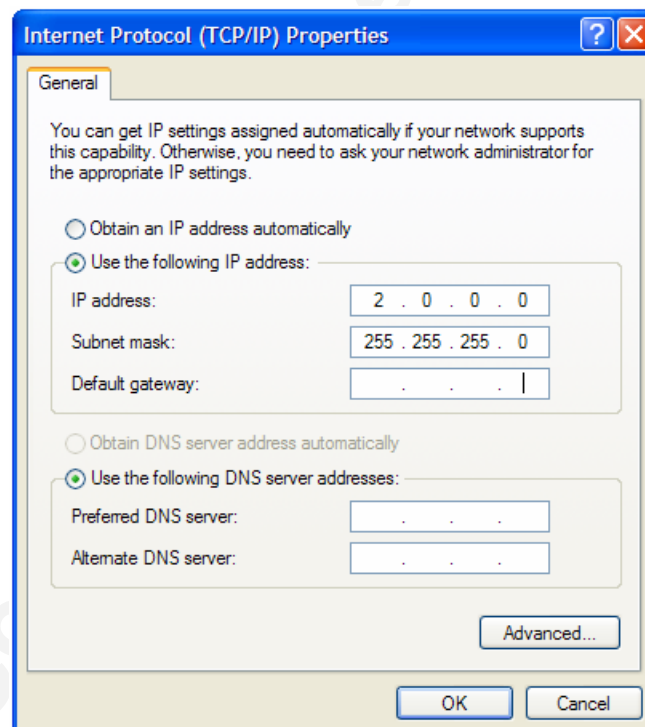 Internet Protocol (TCP/IP) Properties
General
You can get IP settings assigned automatically if your network supports
this capability. Otherwise, you need to ask your network administrator for
the appropriate IP settings.
Obtain an IP address automatically
Use the following IP address:
IP address: 2 . 0 . 0 . 0
Subnet mask: 255 . 255 . 255 . 0
Default gateway: . . .
Obtain DNS server address automatically
Use the following DNS server addresses:
Preferred DNS server: . . .
Alternate DNS server: . . .
Advanced...
OK Cancel